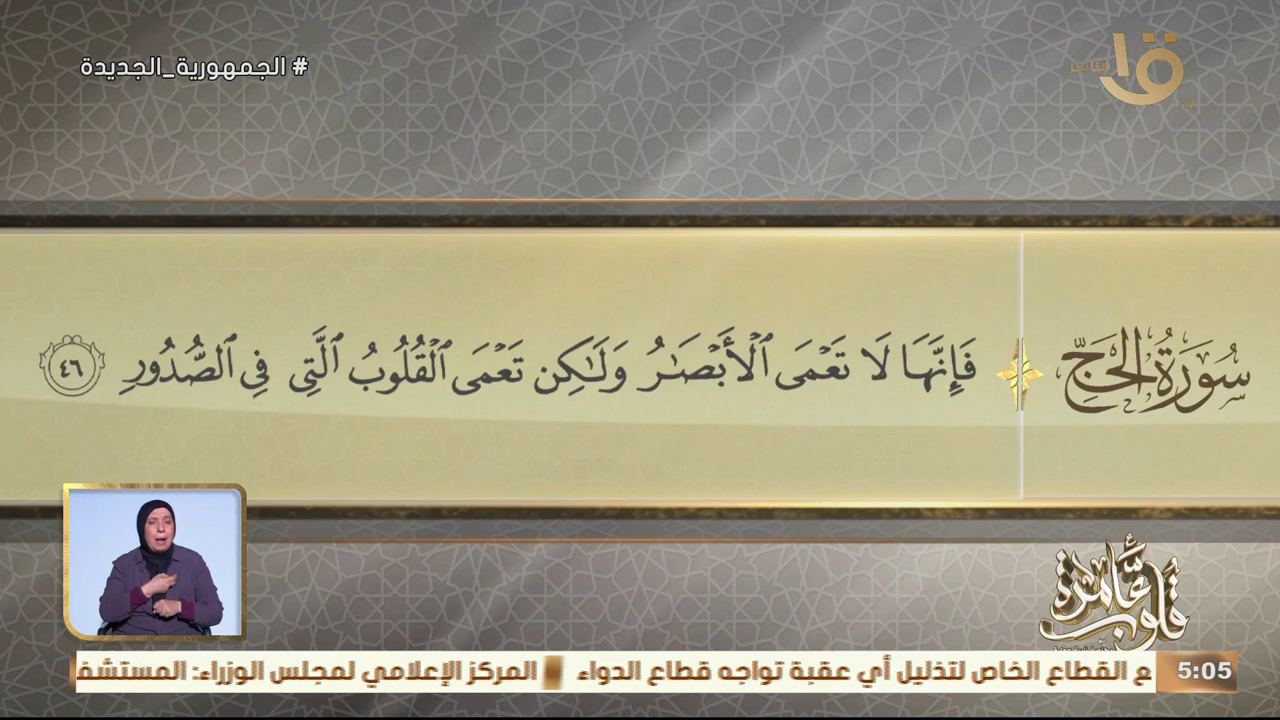 # الجمهورية_الجديدة
سُورَةُ الحَجِّ
فَإِنَّهَا لَا تَعْمَى ٱلْأَبْصَـٰرُ وَلَـٰكِن تَعْمَى ٱلْقُلُوبُ ٱلَّتِى فِى ٱلصُّدُورِ ٤٦
قلوب عامرة
5:05 ع القطاع الخاص لتذليل أي عقبة تواجه قطاع الدواء المركز الإعلامي لمجلس الوزراء: المستشف